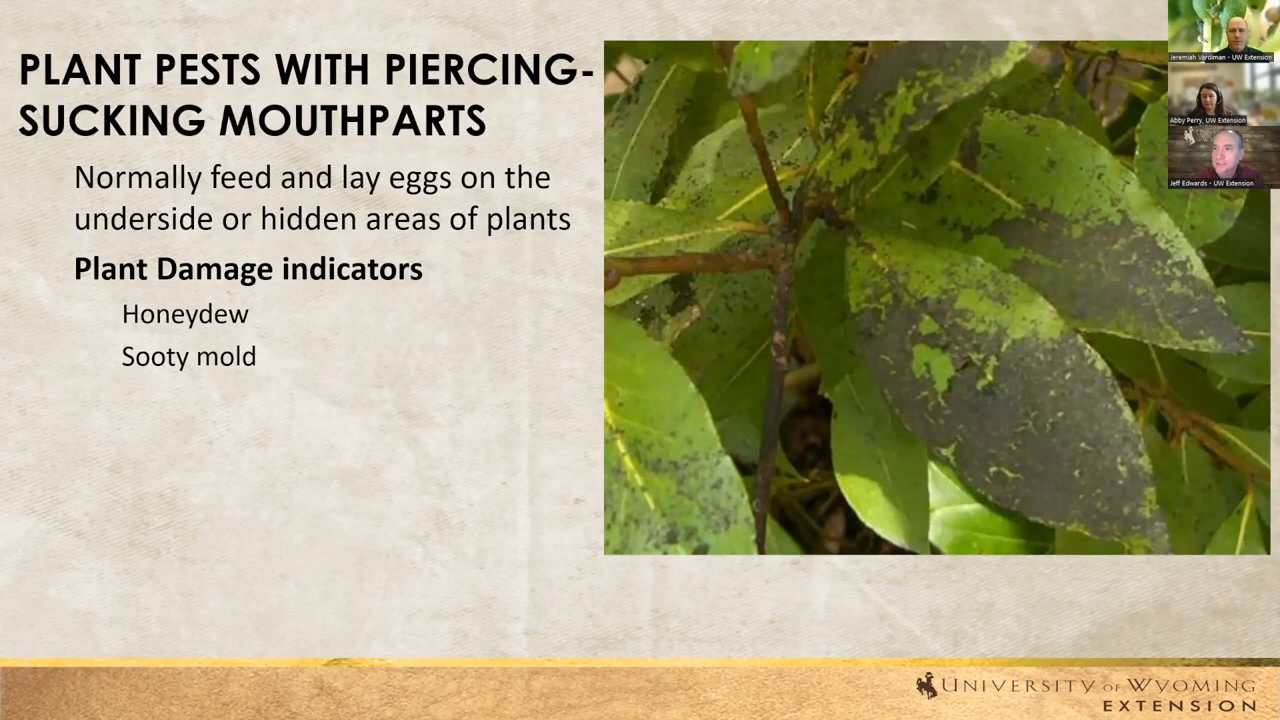 PLANT PESTS WITH PIERCING-
SUCKING MOUTHPARTS
Normally feed and lay eggs on the
underside or hidden areas of plants
Plant Damage indicators
Honeydew
Sooty mold
Jeremiah Vardiman - UW Extension
Abby Perry, UW Extension
Jeff Edwards - UW Extension
UNIVERSITY OF WYOMING
EXTENSION